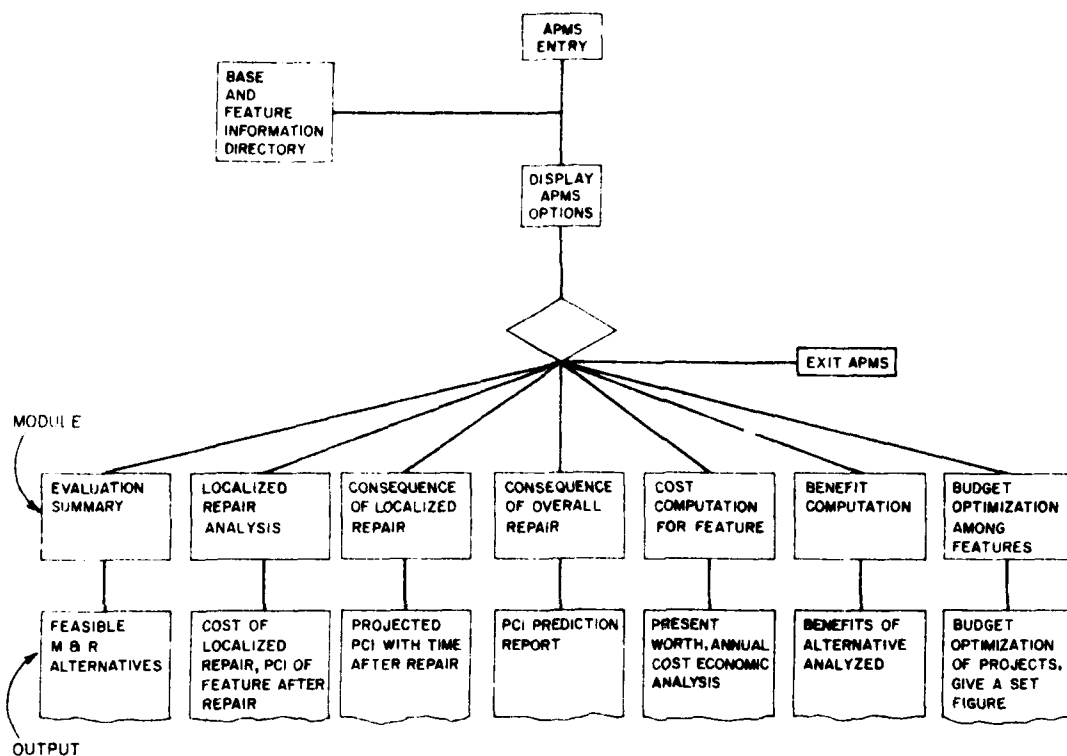 APMS
ENTRY
BASE
AND
FEATURE
INFORMATION
DIRECTORY
DISPLAY
APMS
OPTIONS
EXIT APMS
MODULE
EVALUATION
SUMMARY
LOCALIZED
REPAIR
ANALYSIS
CONSEQUENCE
OF LOCALIZED
REPAIR
CONSEQUENCE
OF OVERALL
REPAIR
COST
COMPUTATION
FOR FEATURE
BENEFIT
COMPUTATION
BUDGET
OPTIMIZATION
AMONG
FEATURES
FEASIBLE
M & R
ALTERNATIVES
COST OF
LOCALIZED
REPAIR, PCI OF
FEATURE AFTER
REPAIR
PROJECTED
PCI WITH TIME
AFTER REPAIR
PCI PREDICTION
REPORT
PRESENT
WORTH, ANNUAL
COST ECONOMIC
ANALYSIS
BENEFITS OF
ALTERNATIVE
ANALYZED
BUDGET
OPTIMIZATION
OF PROJECTS,
GIVE A SET
FIGURE
OUTPUT